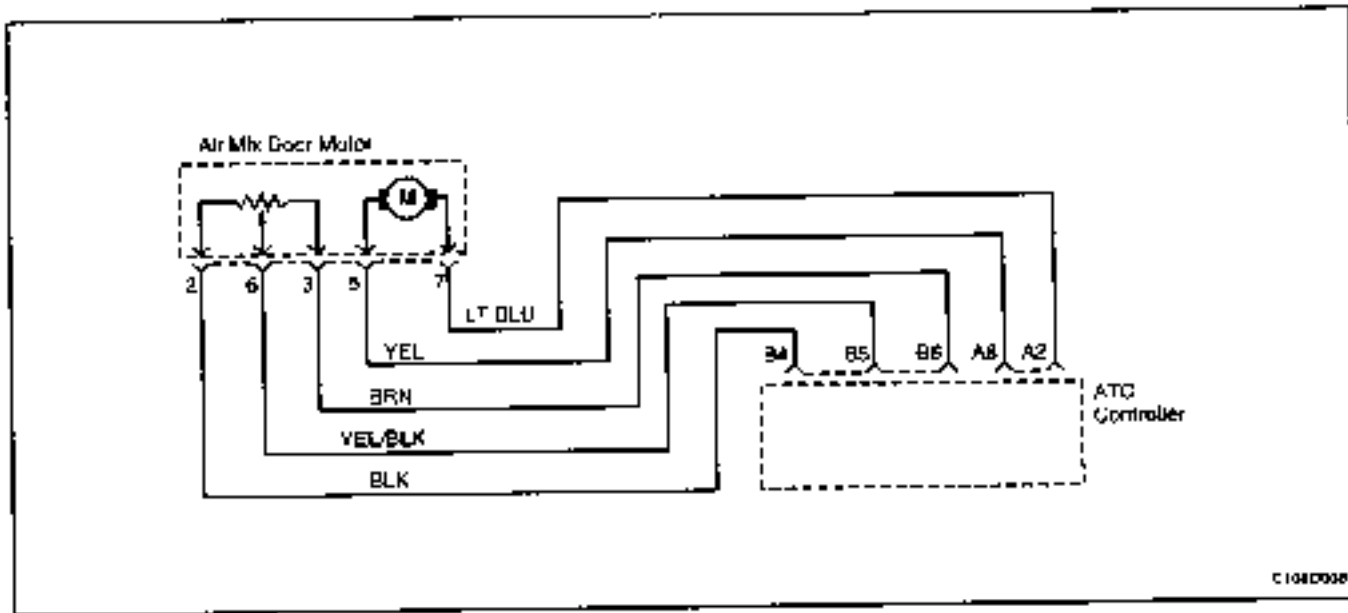 Air Mix Door Motor
M
2 6 3 5 7
LT BLU
YEL
B4 B5 B6 A8 A2
BRN
ATC
Controller
YEL/BLK
BLK